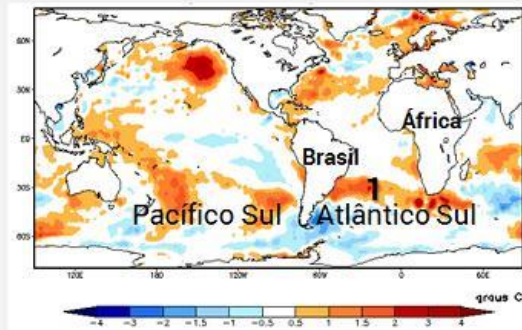 60N
30N
EQ
30S
60S
África
Brasil
1
Pacífico Sul Atlântico Sul
120E 180 120W 60W 0 60E
graus C
-4 -3 -2 -1.5 -1 -0.5 0.5 1 1.5 2 3 4